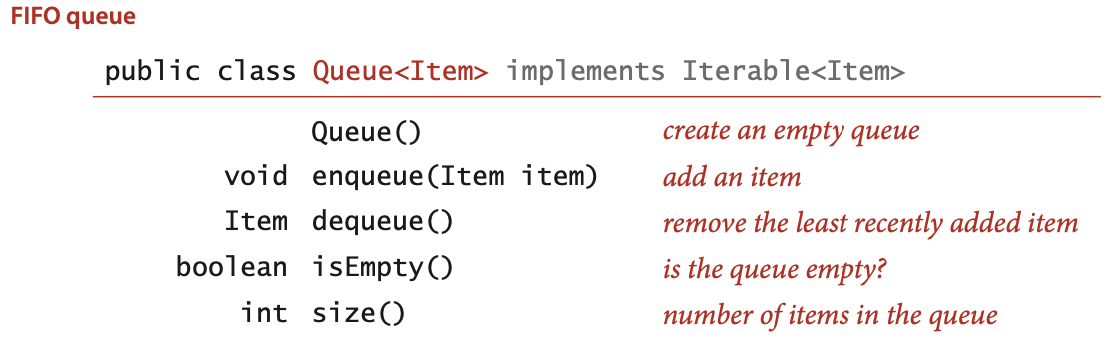 FIFO queue
public class Queue<Item> implements Iterable<Item>
Queue() create an empty queue
void enqueue(Item item) add an item
Item dequeue() remove the least recently added item
boolean isEmpty() is the queue empty?
int size() number of items in the queue